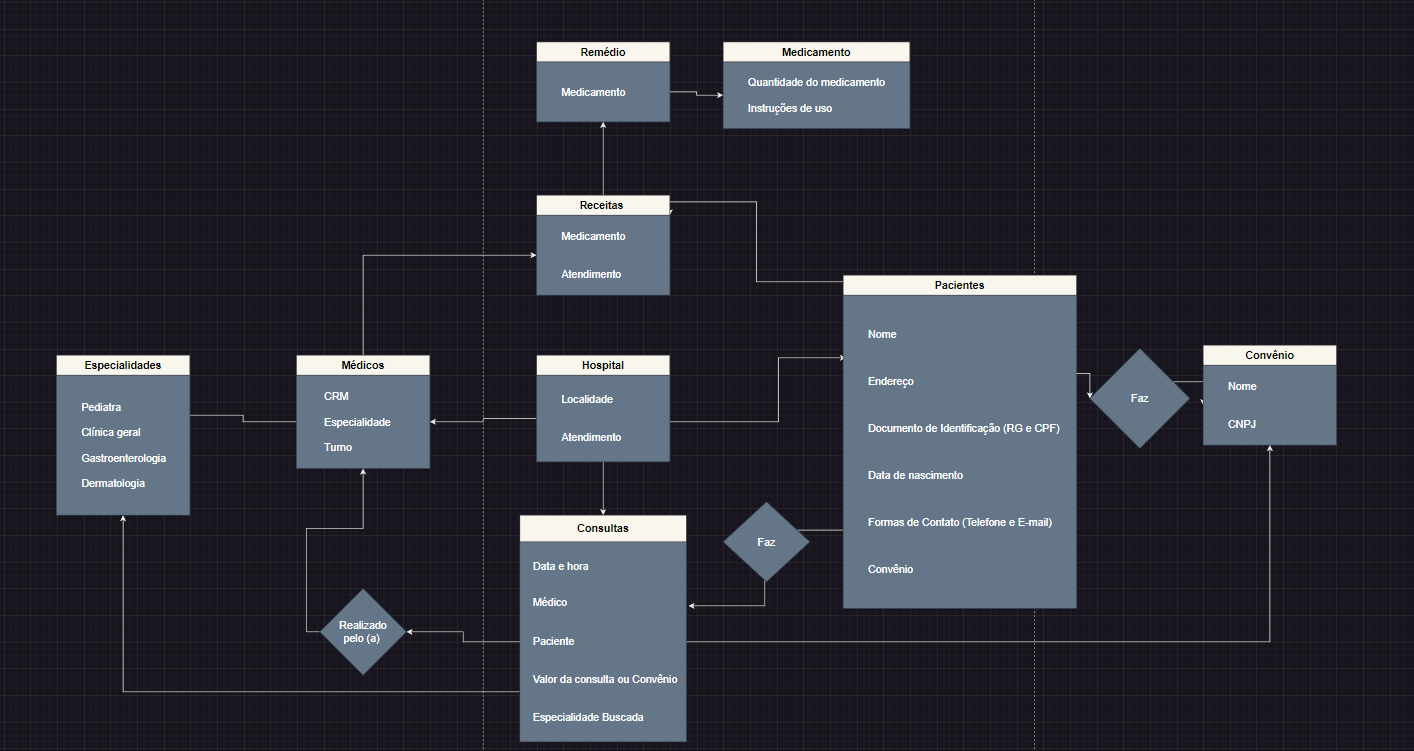 Remédio
Medicamento
Medicamento
Quantidade do medicamento
Instruções de uso
Receitas
Medicamento
Atendimento
Pacientes
Nome
Endereço
Documento de Identificação (RG e CPF)
Data de nascimento
Formas de Contato (Telefone e E-mail)
Convênio
Especialidades
Pediatra
Clínica geral
Gastroenterologia
Dermatologia
Médicos
CRM
Especialidade
Turno
Hospital
Localidade
Atendimento
Faz
Convênio
Nome
CNPJ
Consultas
Data e hora
Médico
Paciente
Valor da consulta ou Convênio
Especialidade Buscada
Faz
Realizado
pelo (a)